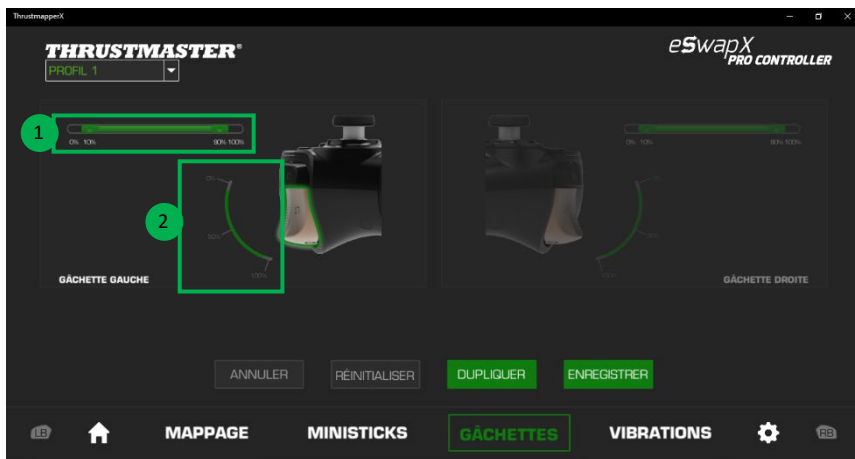 ThrustmapperX
THRUSTMASTER®
eSwapX
PRO CONTROLLER
PROFIL 1
1
0% 10% 90% 100%
0% 10% 90% 100%
2
0%
50%
100%
0%
GÂCHETTE GAUCHE
GÂCHETTE DROITE
ANNULER RÉINITIALISER DUPLIQUER ENREGISTRER
LB MAPPAGE MINISTICKS GÂCHETTES VIBRATIONS RB